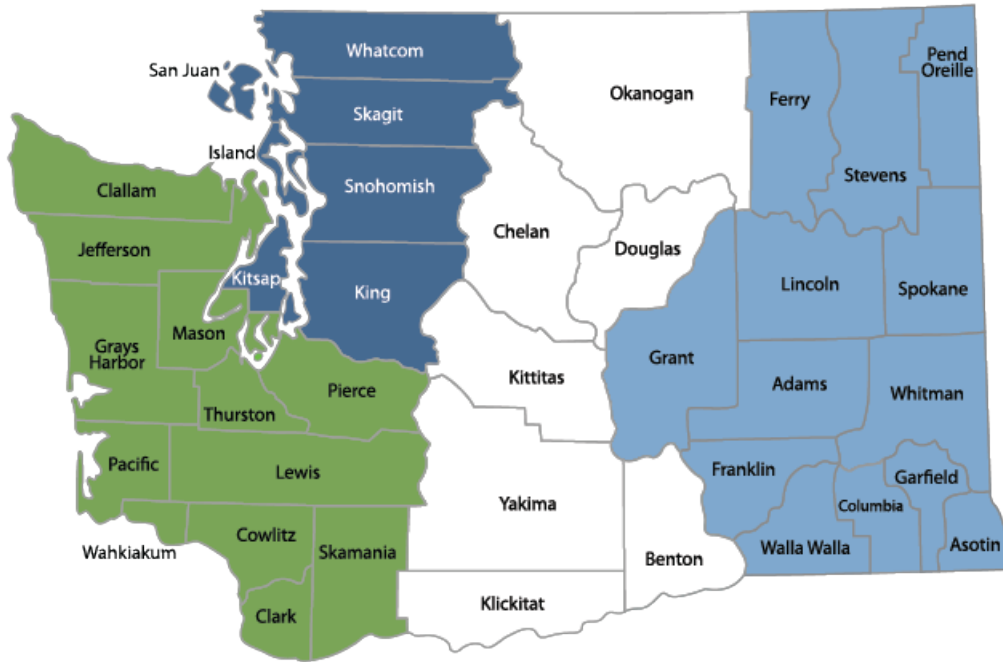 Whatcom
San Juan
Pend
Oreille
Okanogan
Ferry
Skagit
Island
Stevens
Clallam
Snohomish
Chelan
Douglas
Jefferson
Kitsap
King
Lincoln
Spokane
Mason
Grays
Harbor
Grant
Kittitas
Pierce
Adams
Whitman
Thurston
Pacific
Lewis
Franklin
Garfield
Yakima
Columbia
Cowlitz
Wahkiakum
Skamania
Benton
Walla Walla
Asotin
Klickitat
Clark